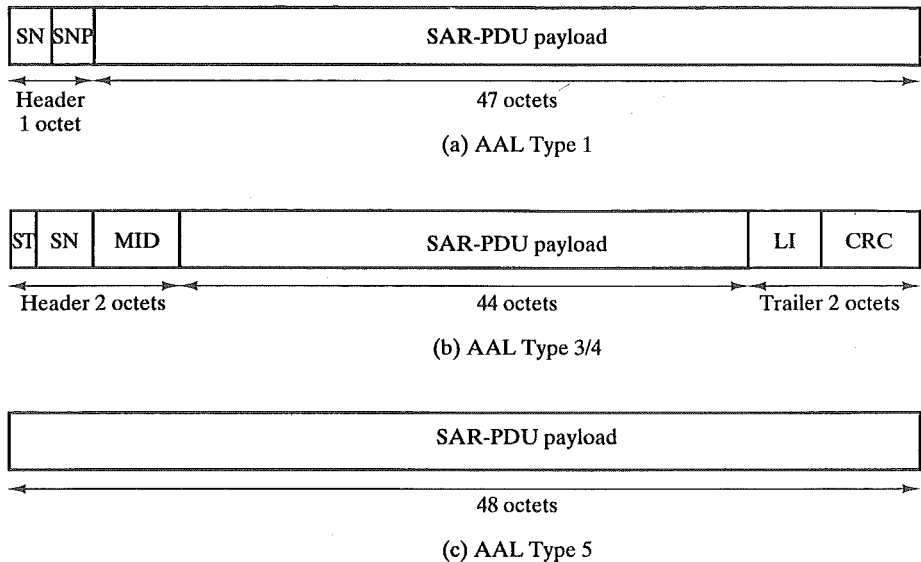 SN SNP SAR-PDU payload
Header
1 octet
47 octets
(a) AAL Type 1
ST SN MID SAR-PDU payload LI CRC
Header 2 octets 44 octets Trailer 2 octets
(b) AAL Type 3/4
SAR-PDU payload
48 octets
(c) AAL Type 5